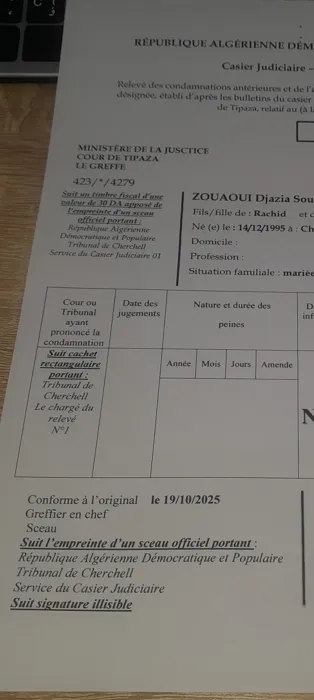 RÉPUBLIQUE ALGÉRIENNE DÉM
Casier Judiciaire –
Relevé des condamnations antérieures et de l'
désignée, établi d'après les bulletins du casier
de Tipaza, relatif au (à l
MINISTÈRE DE LA JUSCTICE
COUR DE TIPAZA
LE GREFFE
423/*/4279
Suit un timbre fiscal d'une
valeur de 30 DA apposé de
l'empreinte d'un sceau
officiel portant :
République Algérienne
Démocratique et Populaire
Tribunal de Cherchell
Service du Casier Judiciaire 01
ZOUAOUI Djazia Sou
Fils/fille de : Rachid et d
Né (e) le : 14/12/1995 à : Ch
Domicile :
Profession :
Situation familiale : mariée
Cour ou
Tribunal
ayant
prononcé la
condamnation
Date des
jugements
Nature et durée des
peines
D
inf
Année Mois Jours Amende
Suit cachet
rectangulaire
portant :
Tribunal de
Cherchell
Le chargé du
relevé
N°1
N
Conforme à l'original le 19/10/2025
Greffier en chef
Sceau
Suit l'empreinte d'un sceau officiel portant :
République Algérienne Démocratique et Populaire
Tribunal de Cherchell
Service du Casier Judiciaire
Suit signature illisible